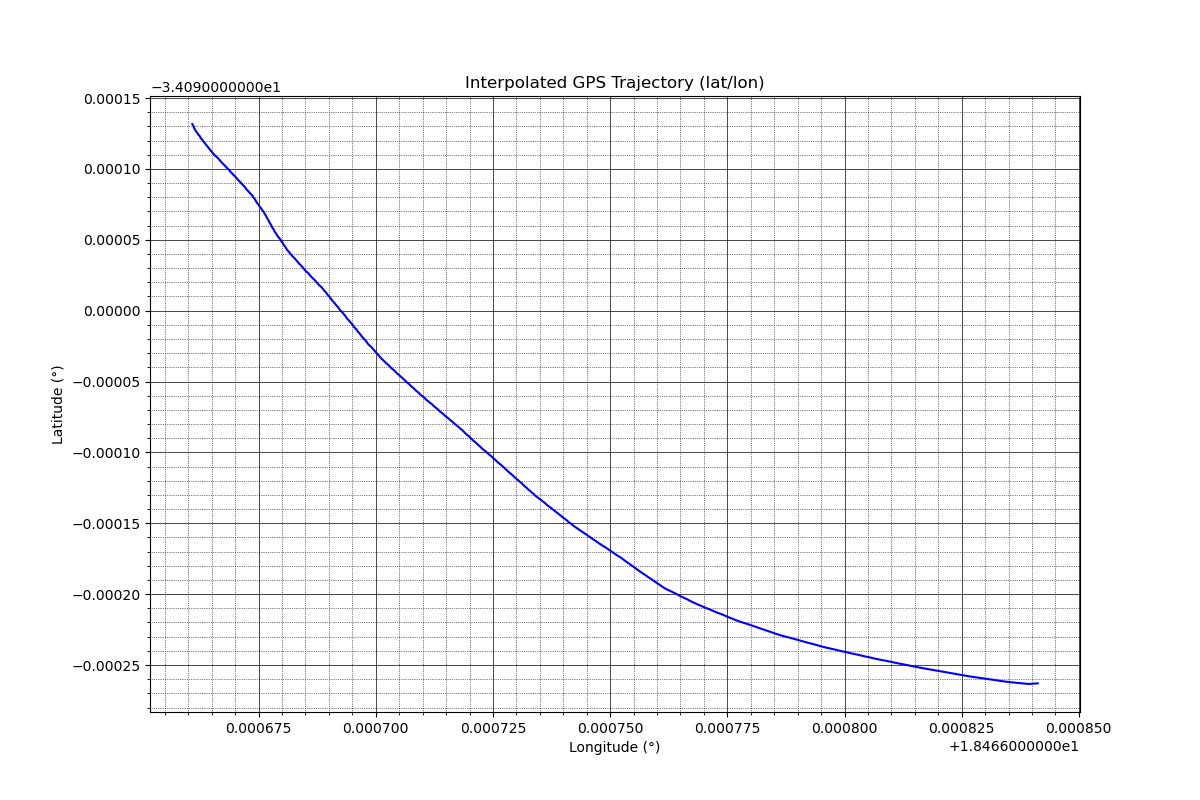 Interpolated GPS Trajectory (lat/lon)
−3.4090000000e1
0.00015
0.00010
0.00005
0.00000
−0.00005
−0.00010
−0.00015
−0.00020
−0.00025
Latitude (°)
0.000675 0.000700 0.000725 0.000750 0.000775 0.000800 0.000825 0.000850
Longitude (°)
+1.8466000000e1